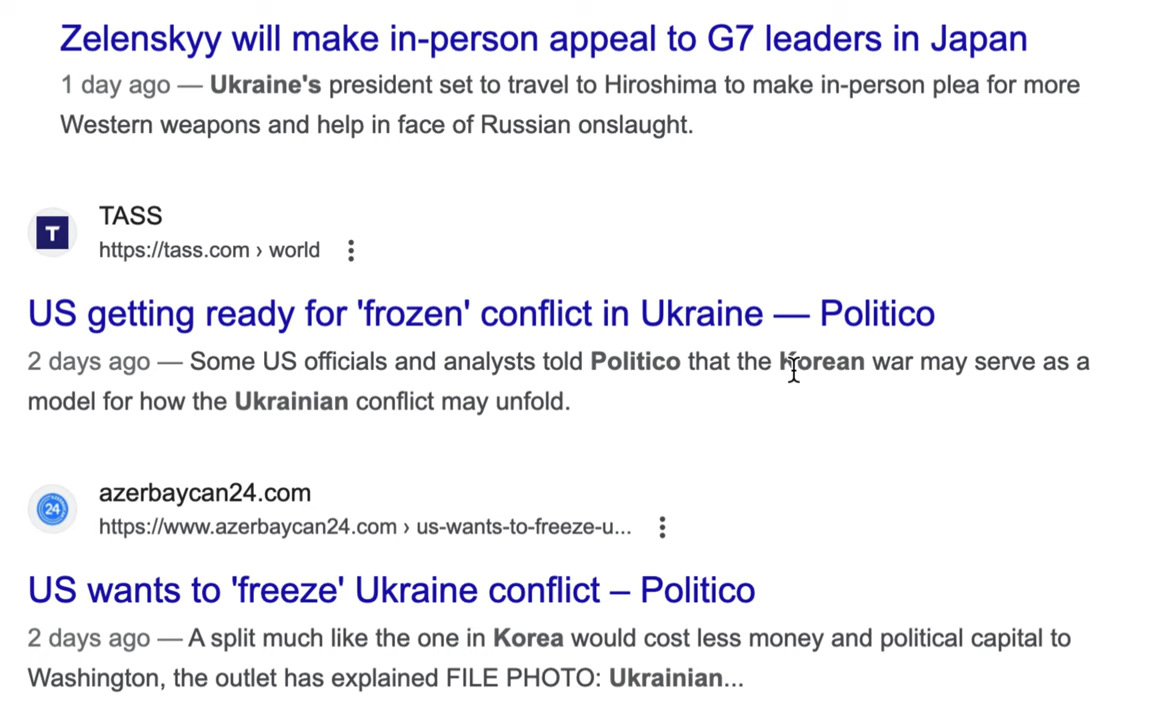 Zelenskyy will make in-person appeal to G7 leaders in Japan
1 day ago — Ukraine's president set to travel to Hiroshima to make in-person plea for more
Western weapons and help in face of Russian onslaught.
T
TASS
https://tass.com › world
US getting ready for 'frozen' conflict in Ukraine — Politico
2 days ago — Some US officials and analysts told Politico that the Korean war may serve as a
model for how the Ukrainian conflict may unfold.
24
azerbaycan24.com
https://www.azerbaycan24.com › us-wants-to-freeze-u...
US wants to 'freeze' Ukraine conflict – Politico
2 days ago — A split much like the one in Korea would cost less money and political capital to
Washington, the outlet has explained FILE PHOTO: Ukrainian...